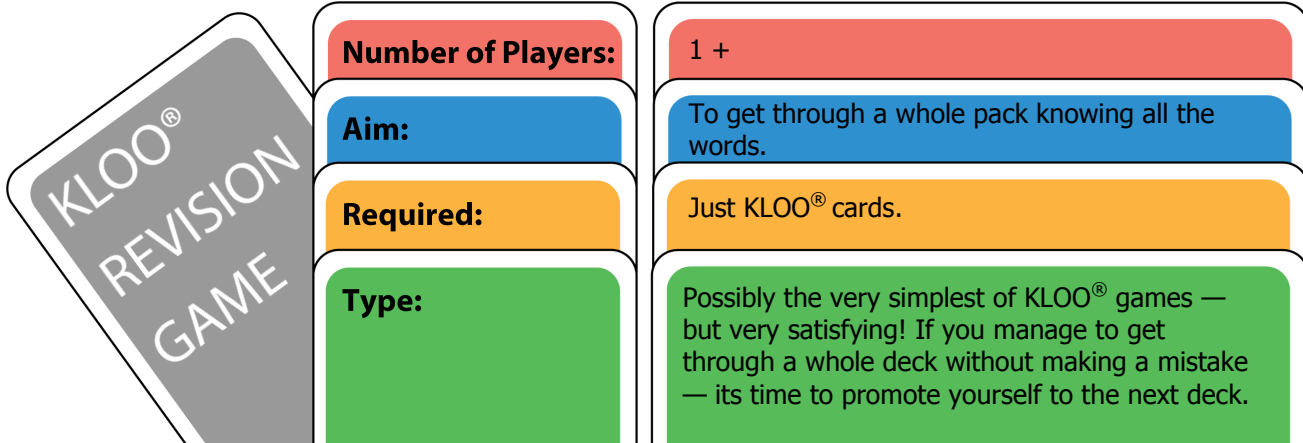 KLOO®
REVISION
GAME
Number of Players:
1 +
Aim:
To get through a whole pack knowing all the
words.
Required:
Just KLOO® cards.
Type:
Possibly the very simplest of KLOO® games —
but very satisfying! If you manage to get
through a whole deck without making a mistake
— its time to promote yourself to the next deck.